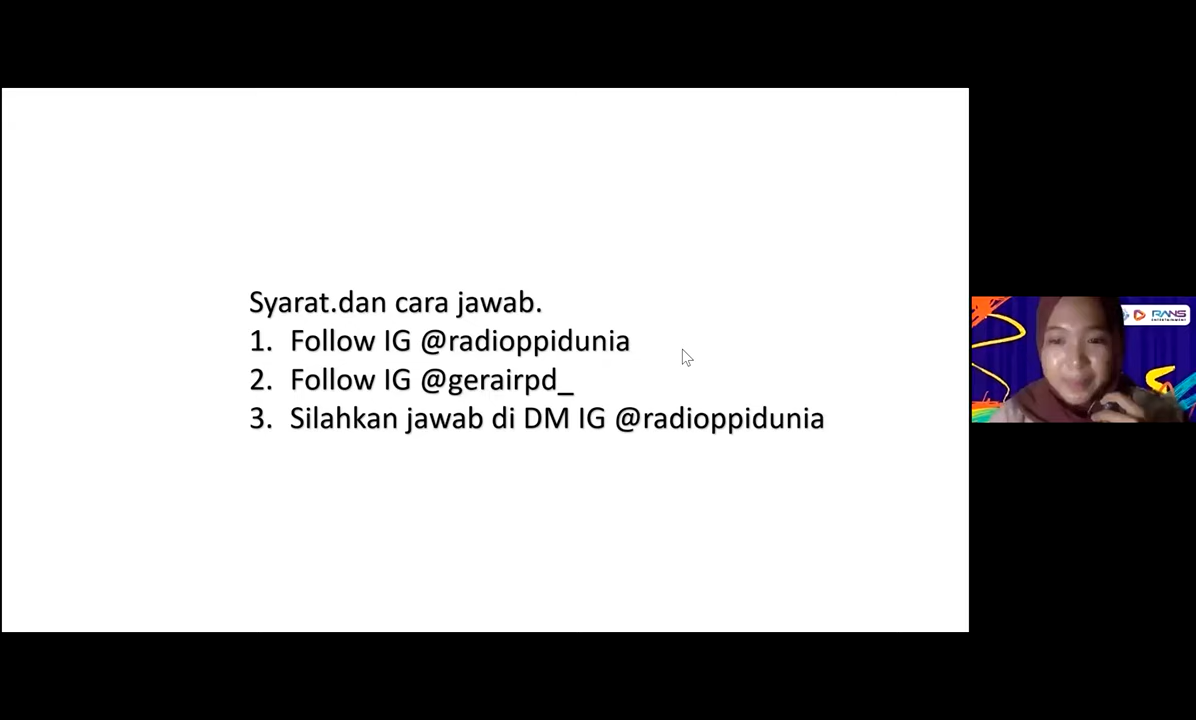 Syarat.dan cara jawab.
1. Follow IG @radioppidunia
2. Follow IG @gerairpd_
3. Silahkan jawab di DM IG @radioppidunia
RANS
ENTERTAINMENT